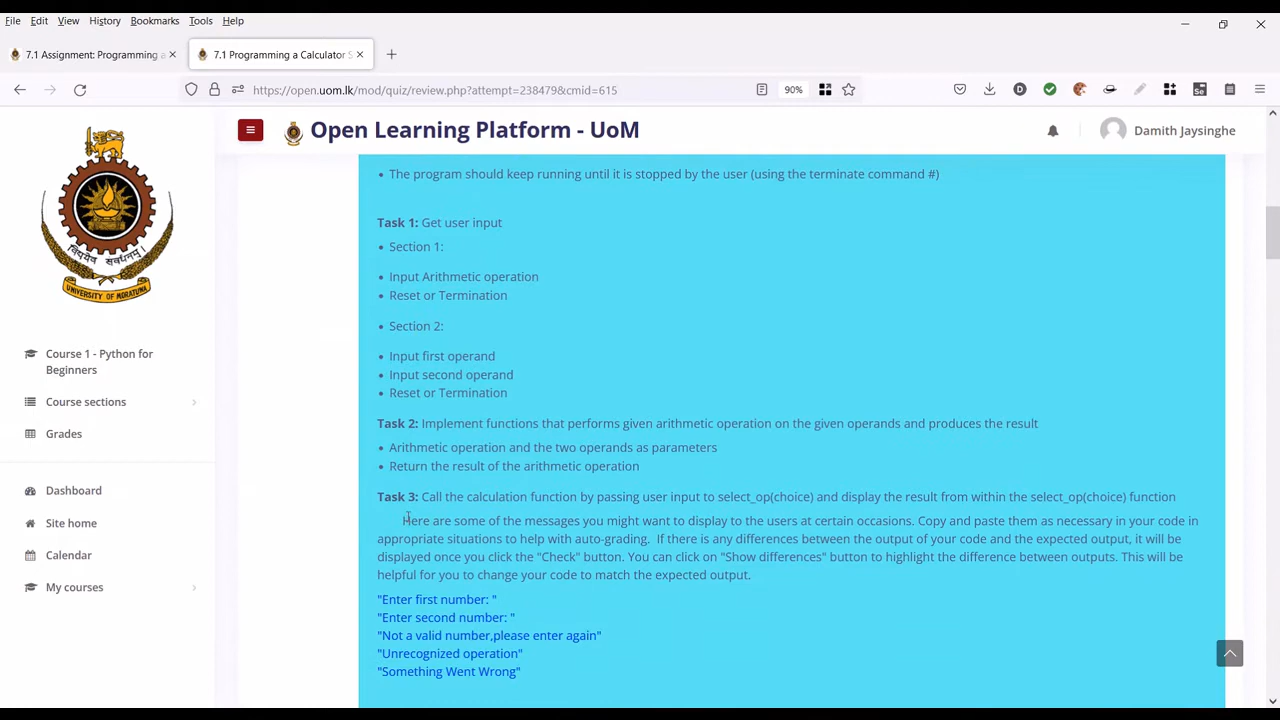 File Edit View History Bookmarks Tools Help
7.1 Assignment: Programming a
7.1 Programming a Calculator S
https://open.uom.lk/mod/quiz/review.php?attempt=238479&cmid=615
90%
Open Learning Platform - UoM
Damith Jaysinghe
UNIVERSITY OF MORATUWA
Course 1 - Python for
Beginners
Course sections
Grades
Dashboard
Site home
Calendar
My courses
• The program should keep running until it is stopped by the user (using the terminate command #)
Task 1: Get user input
• Section 1:
• Input Arithmetic operation
• Reset or Termination
• Section 2:
• Input first operand
• Input second operand
• Reset or Termination
Task 2: Implement functions that performs given arithmetic operation on the given operands and produces the result
• Arithmetic operation and the two operands as parameters
• Return the result of the arithmetic operation
Task 3: Call the calculation function by passing user input to select_op(choice) and display the result from within the select_op(choice) function
Here are some of the messages you might want to display to the users at certain occasions. Copy and paste them as necessary in your code in
appropriate situations to help with auto-grading. If there is any differences between the output of your code and the expected output, it will be
displayed once you click the "Check" button. You can click on "Show differences" button to highlight the difference between outputs. This will be
helpful for you to change your code to match the expected output.
"Enter first number: "
"Enter second number: "
"Not a valid number,please enter again"
"Unrecognized operation"
"Something Went Wrong"